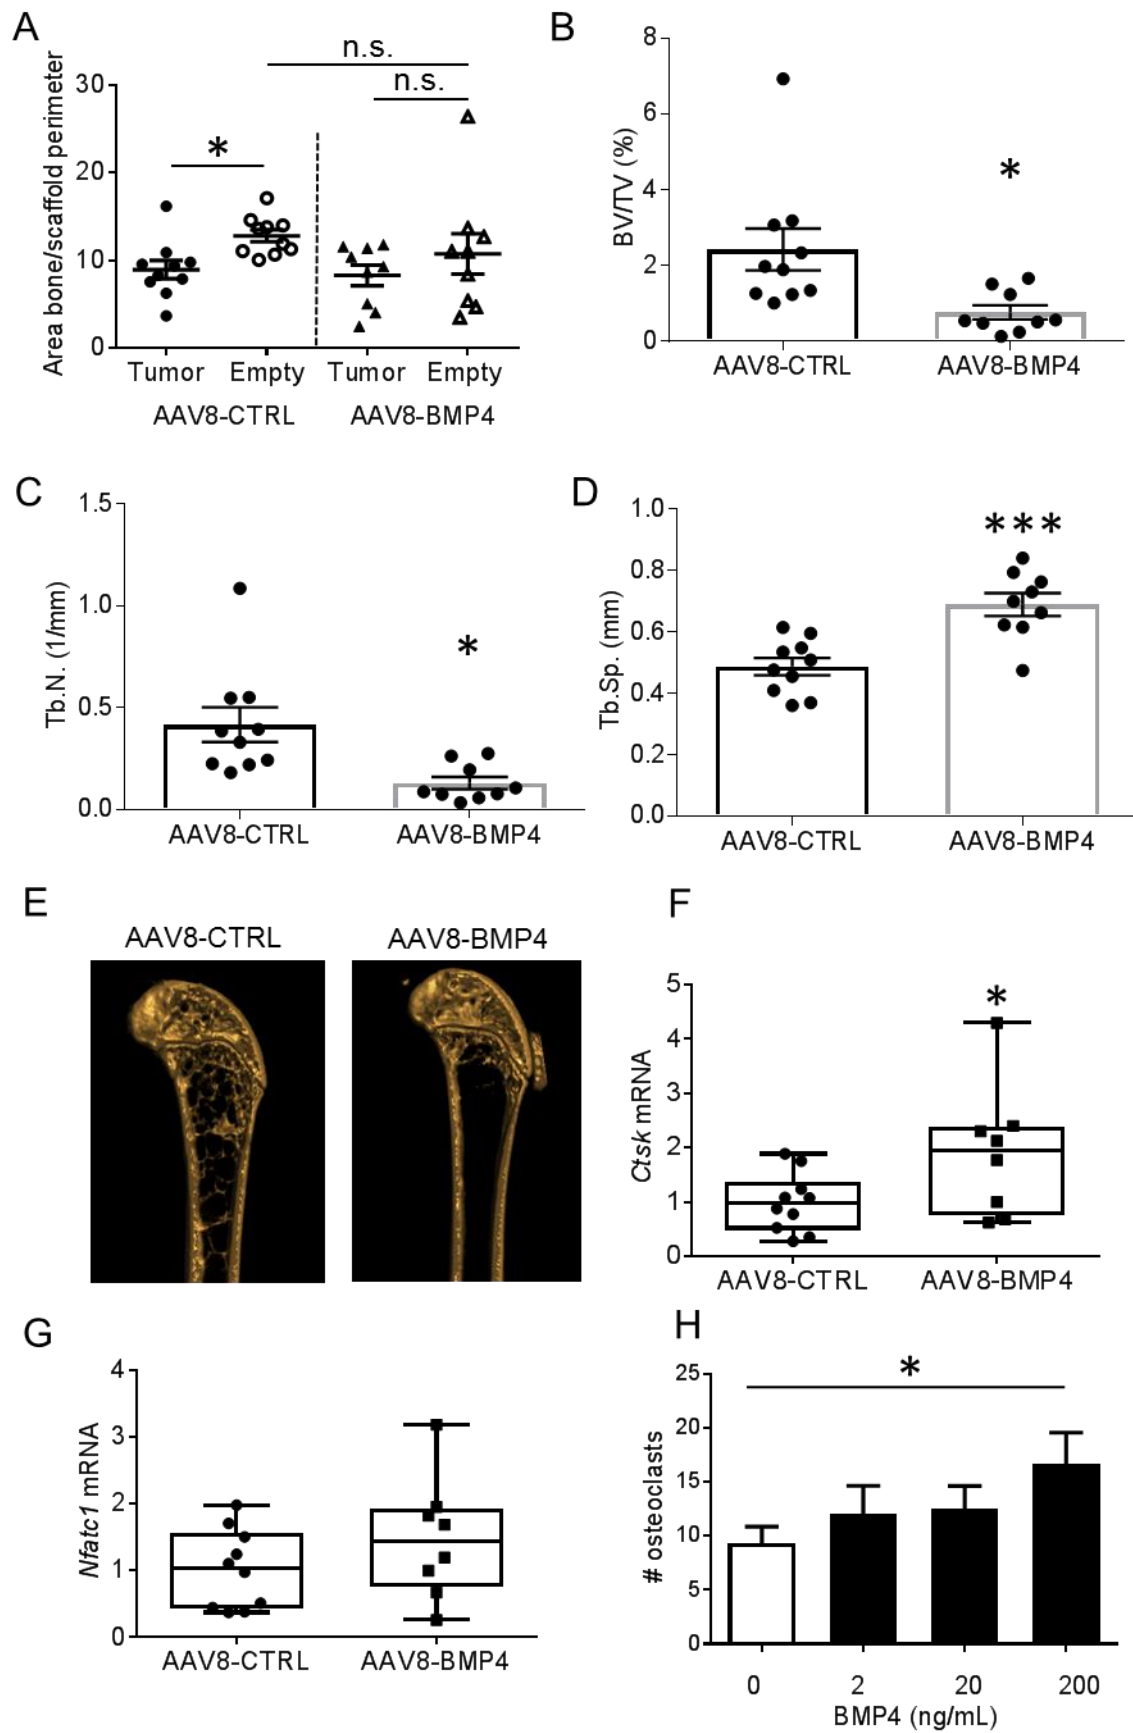 A
Area bone/scaffold perimeter
30
20
10
0
n.s.
n.s.
*
Tumor Empty Tumor Empty
AAV8-CTRL AAV8-BMP4
B
BV/TV (%)
8
6
4
2
0
*
AAV8-CTRL AAV8-BMP4
C
Tb.N. (1/mm)
1.5
1.0
0.5
0.0
*
AAV8-CTRL AAV8-BMP4
D
Tb.Sp. (mm)
1.0
0.8
0.6
0.4
0.2
0.0
***
AAV8-CTRL AAV8-BMP4
E
AAV8-CTRL AAV8-BMP4
F
Ctsk mRNA
5
4
3
2
1
0
*
AAV8-CTRL AAV8-BMP4
G
Nfatc1 mRNA
4
3
2
1
0
AAV8-CTRL AAV8-BMP4
H
# osteoclasts
25
20
15
10
5
0
*
0 2 20 200
BMP4 (ng/mL)